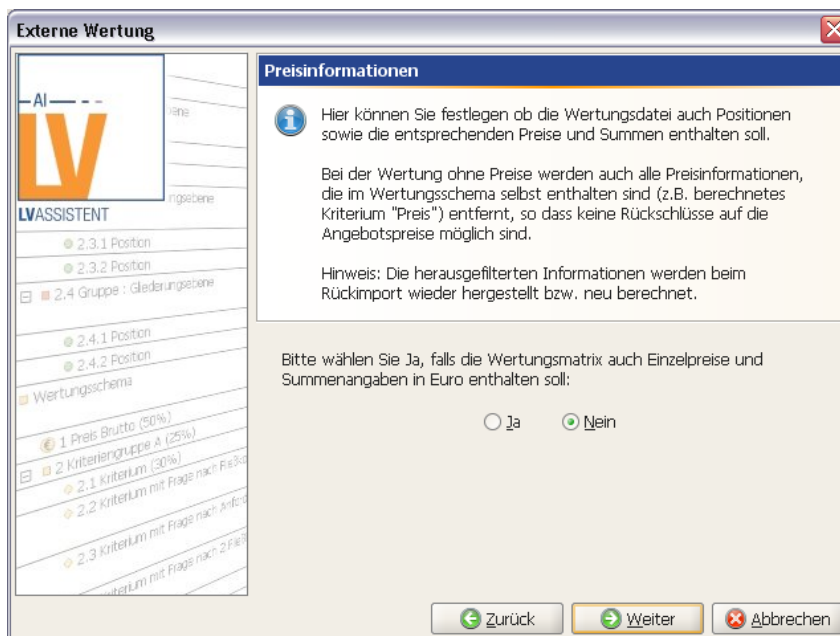 Externe Wertung
AI
LV
LVASSISTENT
ngsebene
2.3.1 Position
2.3.2 Position
2.4 Gruppe : Gliederungsebene
2.4.1 Position
2.4.2 Position
Wertungsschema
1 Preis Brutto (50%)
2 Kriteriengruppe A (25%)
2.1 Kriterium (30%)
2.2 Kriterium mit Frage nach
2.3 Kriterium mit Frage nach
Kriterium mit Frage nach
Preisinformationen
Hier können Sie festlegen ob die Wertungsdatei auch Positionen
sowie die entsprechenden Preise und Summen enthalten soll.
Bei der Wertung ohne Preise werden auch alle Preisinformationen,
die im Wertungsschema selbst enthalten sind (z.B. berechnetes
Kriterium "Preis") entfernt, so dass keine Rückschlüsse auf die
Angebotspreise möglich sind.
Hinweis: Die herausgefilterten Informationen werden beim
Rückimport wieder hergestellt bzw. neu berechnet.
Bitte wählen Sie Ja, falls die Wertungsmatrix auch Einzelpreise und
Summenangaben in Euro enthalten soll:
Ja Nein
Zurück Weiter Abbrechen